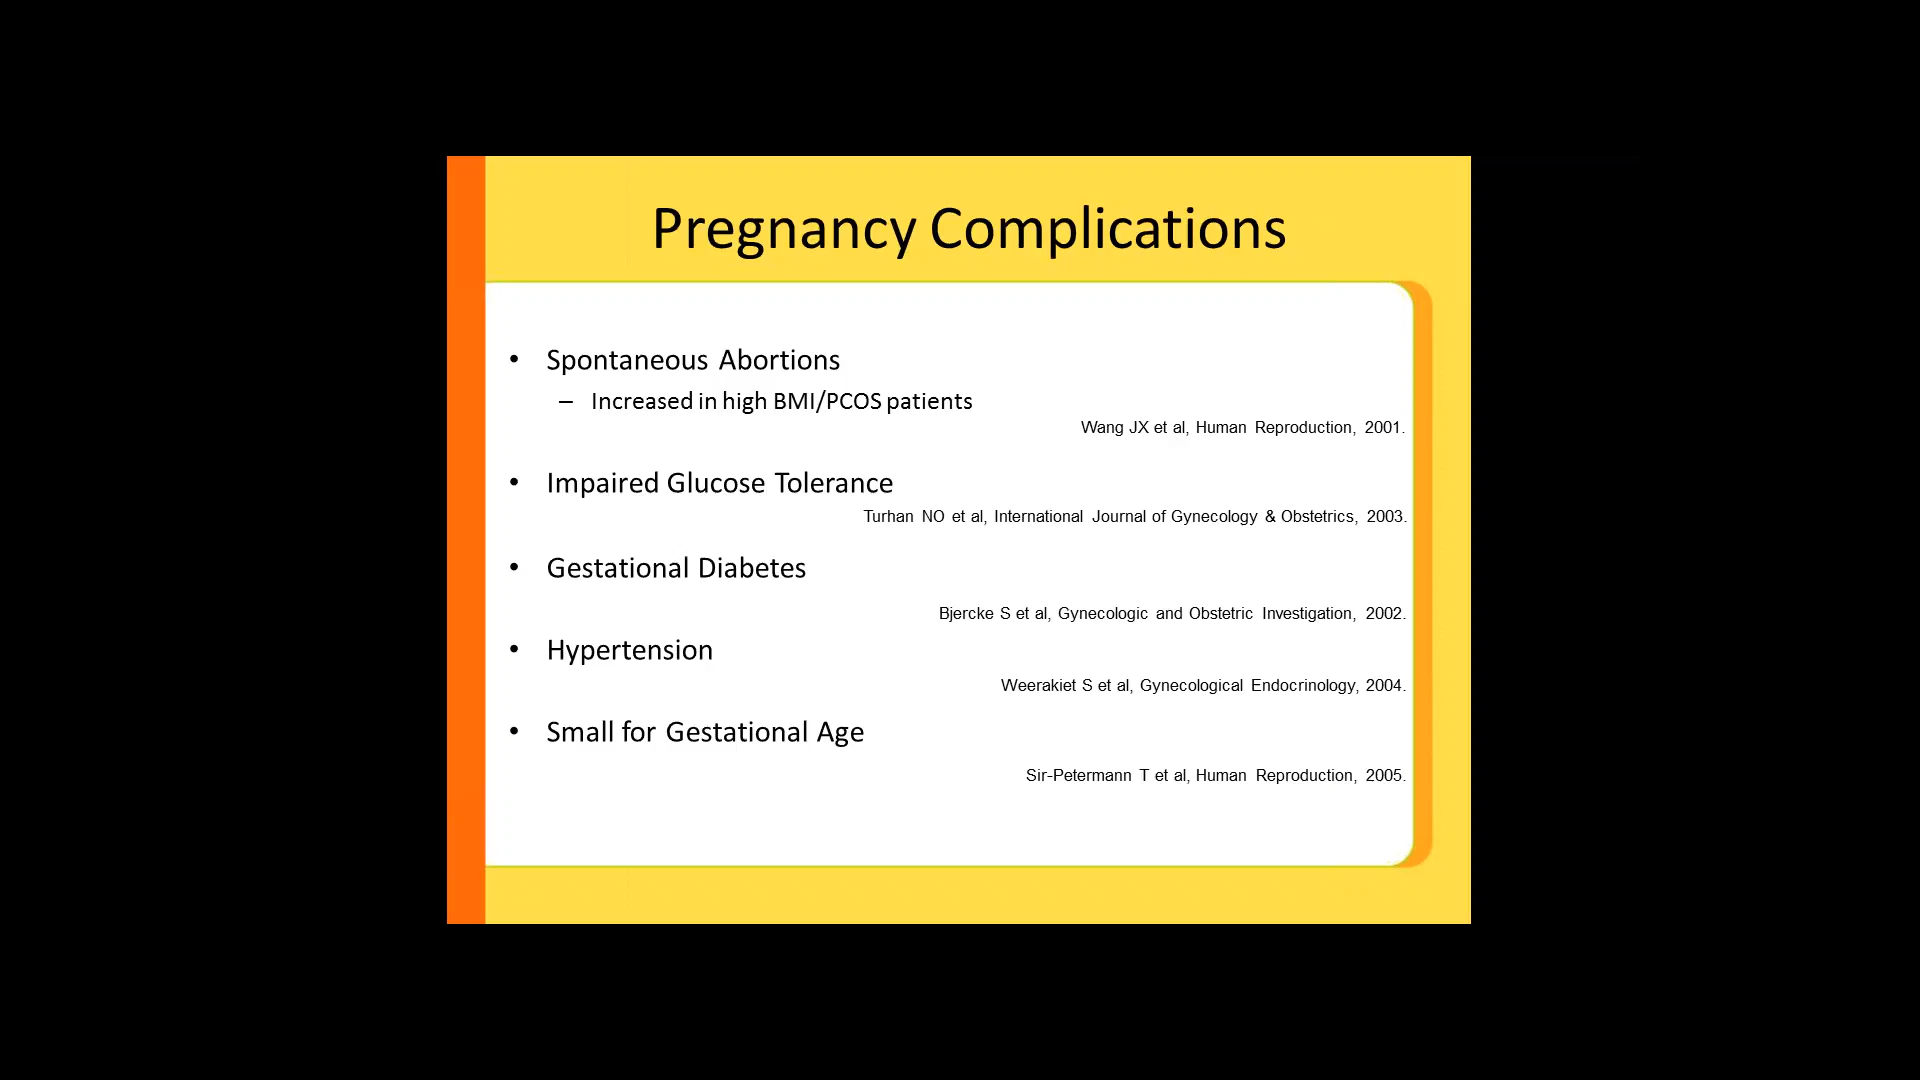 Pregnancy Complications
• Spontaneous Abortions
– Increased in high BMI/PCOS patients
Wang JX et al, Human Reproduction, 2001.
• Impaired Glucose Tolerance
Turhan NO et al, International Journal of Gynecology & Obstetrics, 2003.
• Gestational Diabetes
Bjercke S et al, Gynecologic and Obstetric Investigation, 2002.
• Hypertension
Weerakiet S et al, Gynecological Endocrinology, 2004.
• Small for Gestational Age
Sir-Petermann T et al, Human Reproduction, 2005.